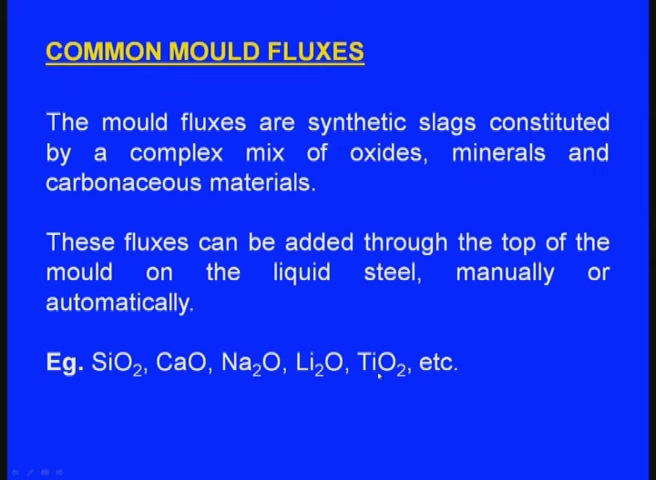 COMMON MOULD FLUXES
The mould fluxes are synthetic slags constituted
by a complex mix of oxides, minerals and
carbonaceous materials.
These fluxes can be added through the top of the
mould on the liquid steel, manually or
automatically.
Eg. SiO₂, CaO, Na₂O, Li₂O, TiO₂, etc.